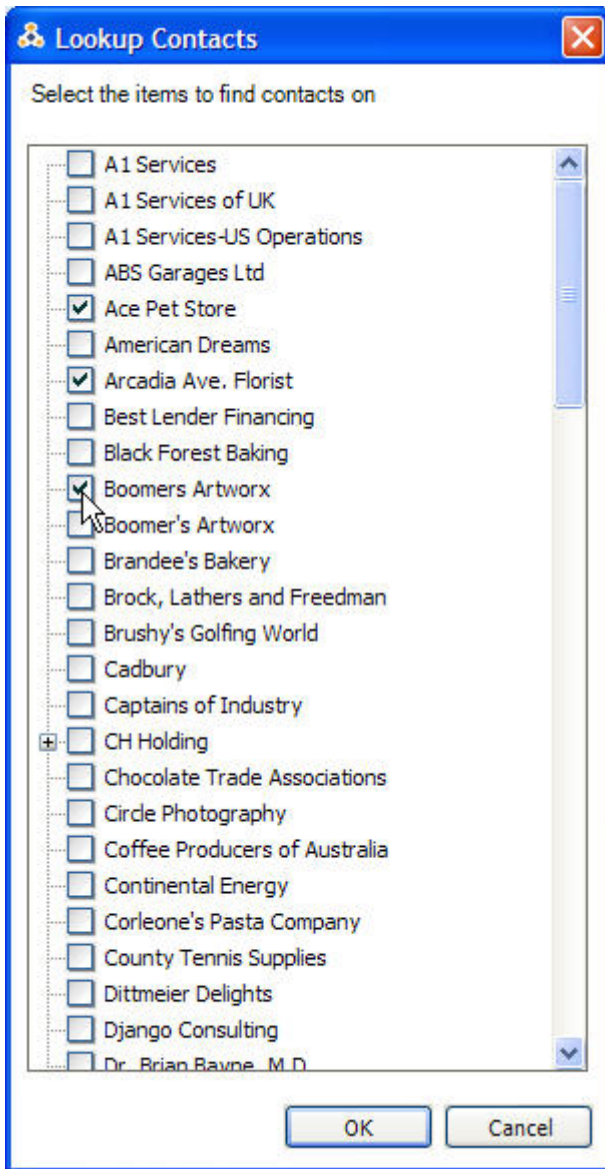 Lookup Contacts
Select the items to find contacts on
A1 Services
A1 Services of UK
A1 Services-US Operations
ABS Garages Ltd
Ace Pet Store
American Dreams
Arcadia Ave. Florist
Best Lender Financing
Black Forest Baking
Boomers Artworx
Boomer's Artworx
Brandee's Bakery
Brock, Lathers and Freedman
Brushy's Golfing World
Cadbury
Captains of Industry
CH Holding
Chocolate Trade Associations
Circle Photography
Coffee Producers of Australia
Continental Energy
Corleone's Pasta Company
County Tennis Supplies
Dittmeier Delights
Django Consulting
Dr. Brian Bayne, M.D.
OK Cancel